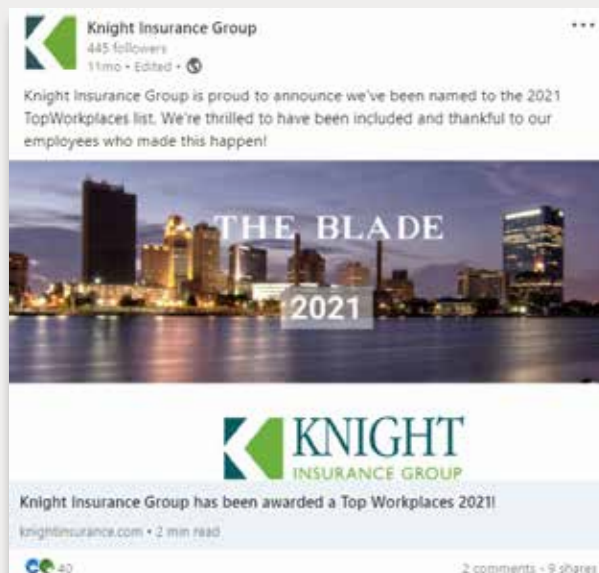 Knight Insurance Group
445 followers
11mo • Edited •
Knight Insurance Group is proud to announce we've been named to the 2021
TopWorkplaces list. We're thrilled to have been included and thankful to our
employees who made this happen!
THE BLADE
2021
KNIGHT
INSURANCE GROUP
Knight Insurance Group has been awarded a Top Workplaces 2021!
knightinsurance.com • 2 min read
40
2 comments • 9 shares